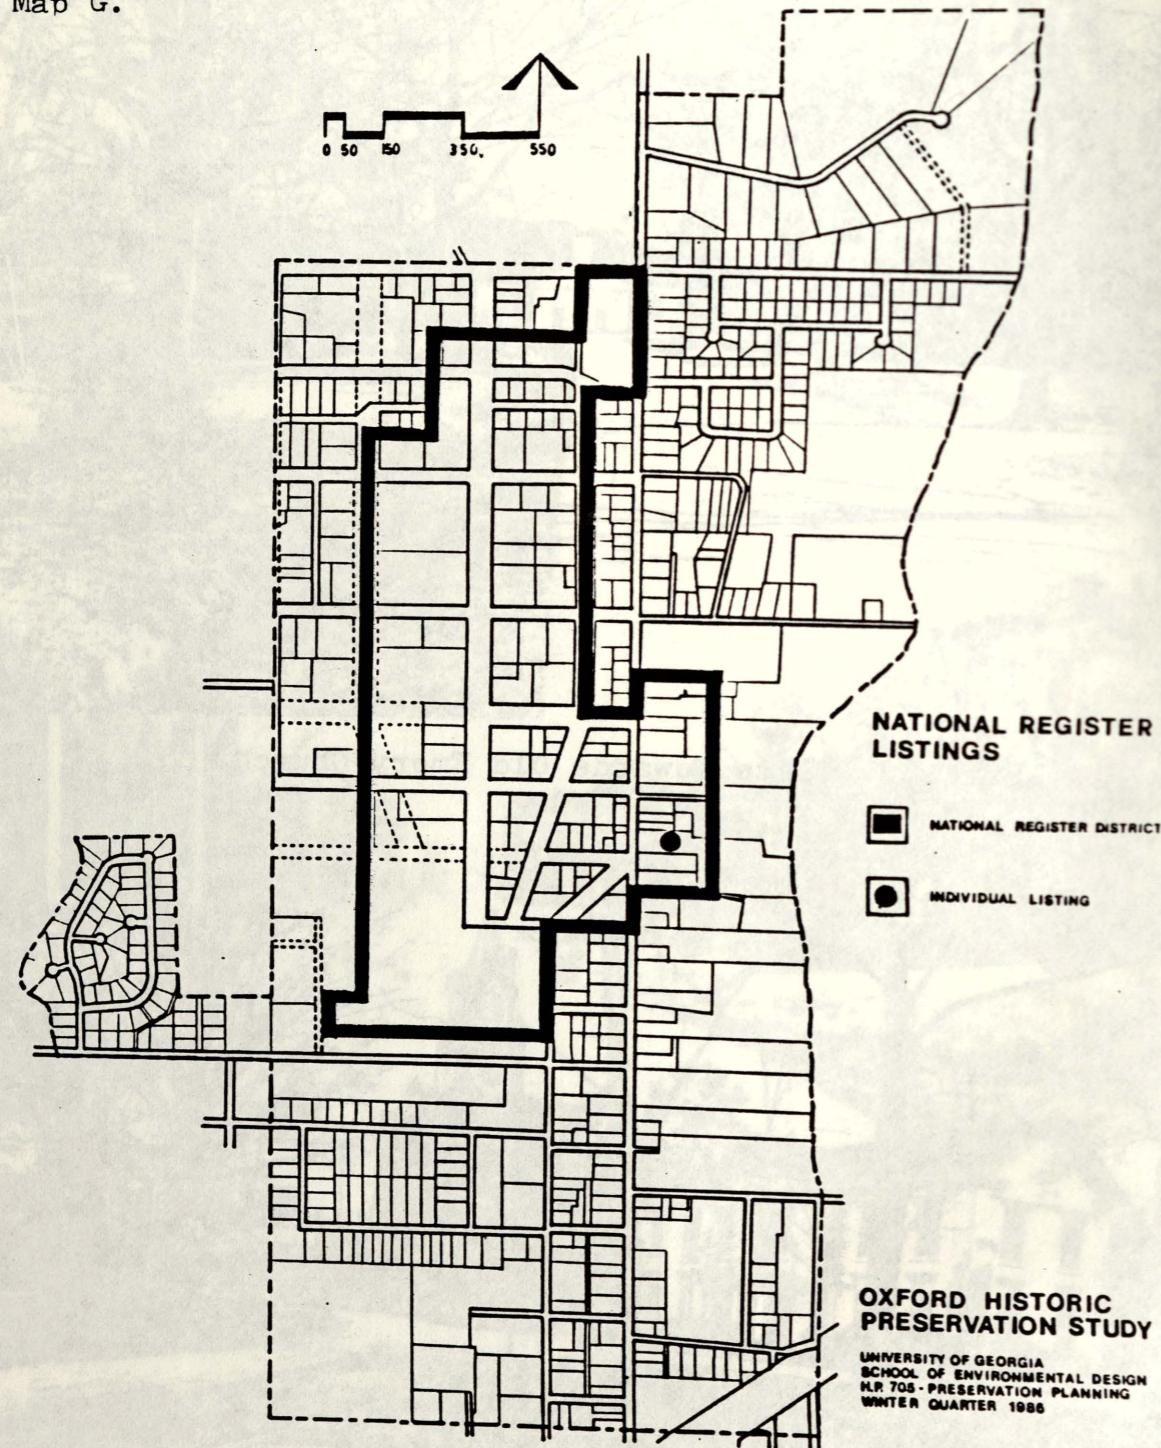 Map G.
0 50 150 350. 550
NATIONAL REGISTER
LISTINGS
NATIONAL REGISTER DISTRICT
INDIVIDUAL LISTING
OXFORD HISTORIC
PRESERVATION STUDY
UNIVERSITY OF GEORGIA
SCHOOL OF ENVIRONMENTAL DESIGN
H.P. 705 - PRESERVATION PLANNING
WINTER QUARTER 1986